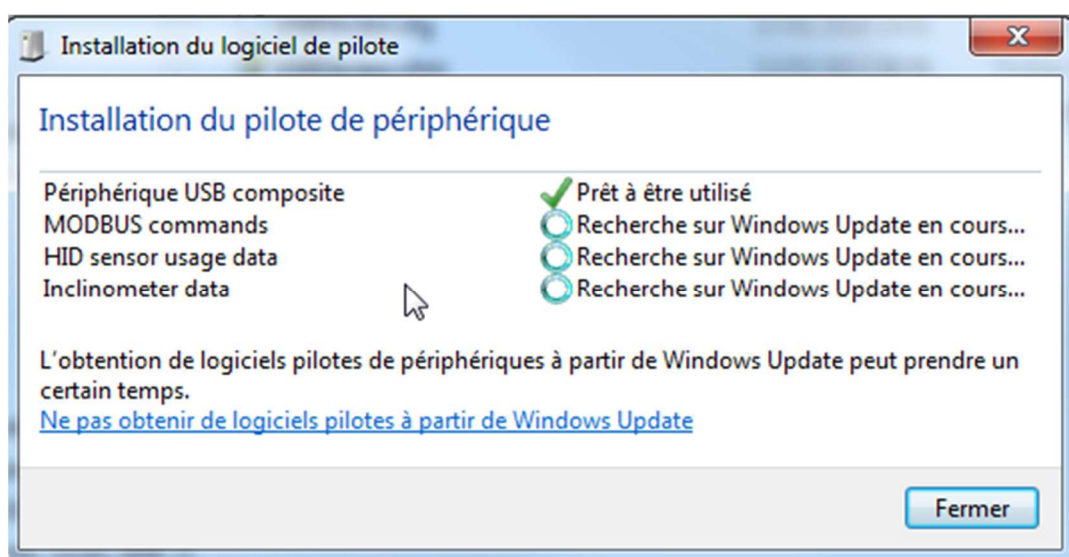 Installation du logiciel de pilote
Installation du pilote de périphérique
Périphérique USB composite Prêt à être utilisé
MODBUS commands Recherche sur Windows Update en cours...
HID sensor usage data Recherche sur Windows Update en cours...
Inclinometer data Recherche sur Windows Update en cours...
L'obtention de logiciels pilotes de périphériques à partir de Windows Update peut prendre un
certain temps.
Ne pas obtenir de logiciels pilotes à partir de Windows Update
Fermer